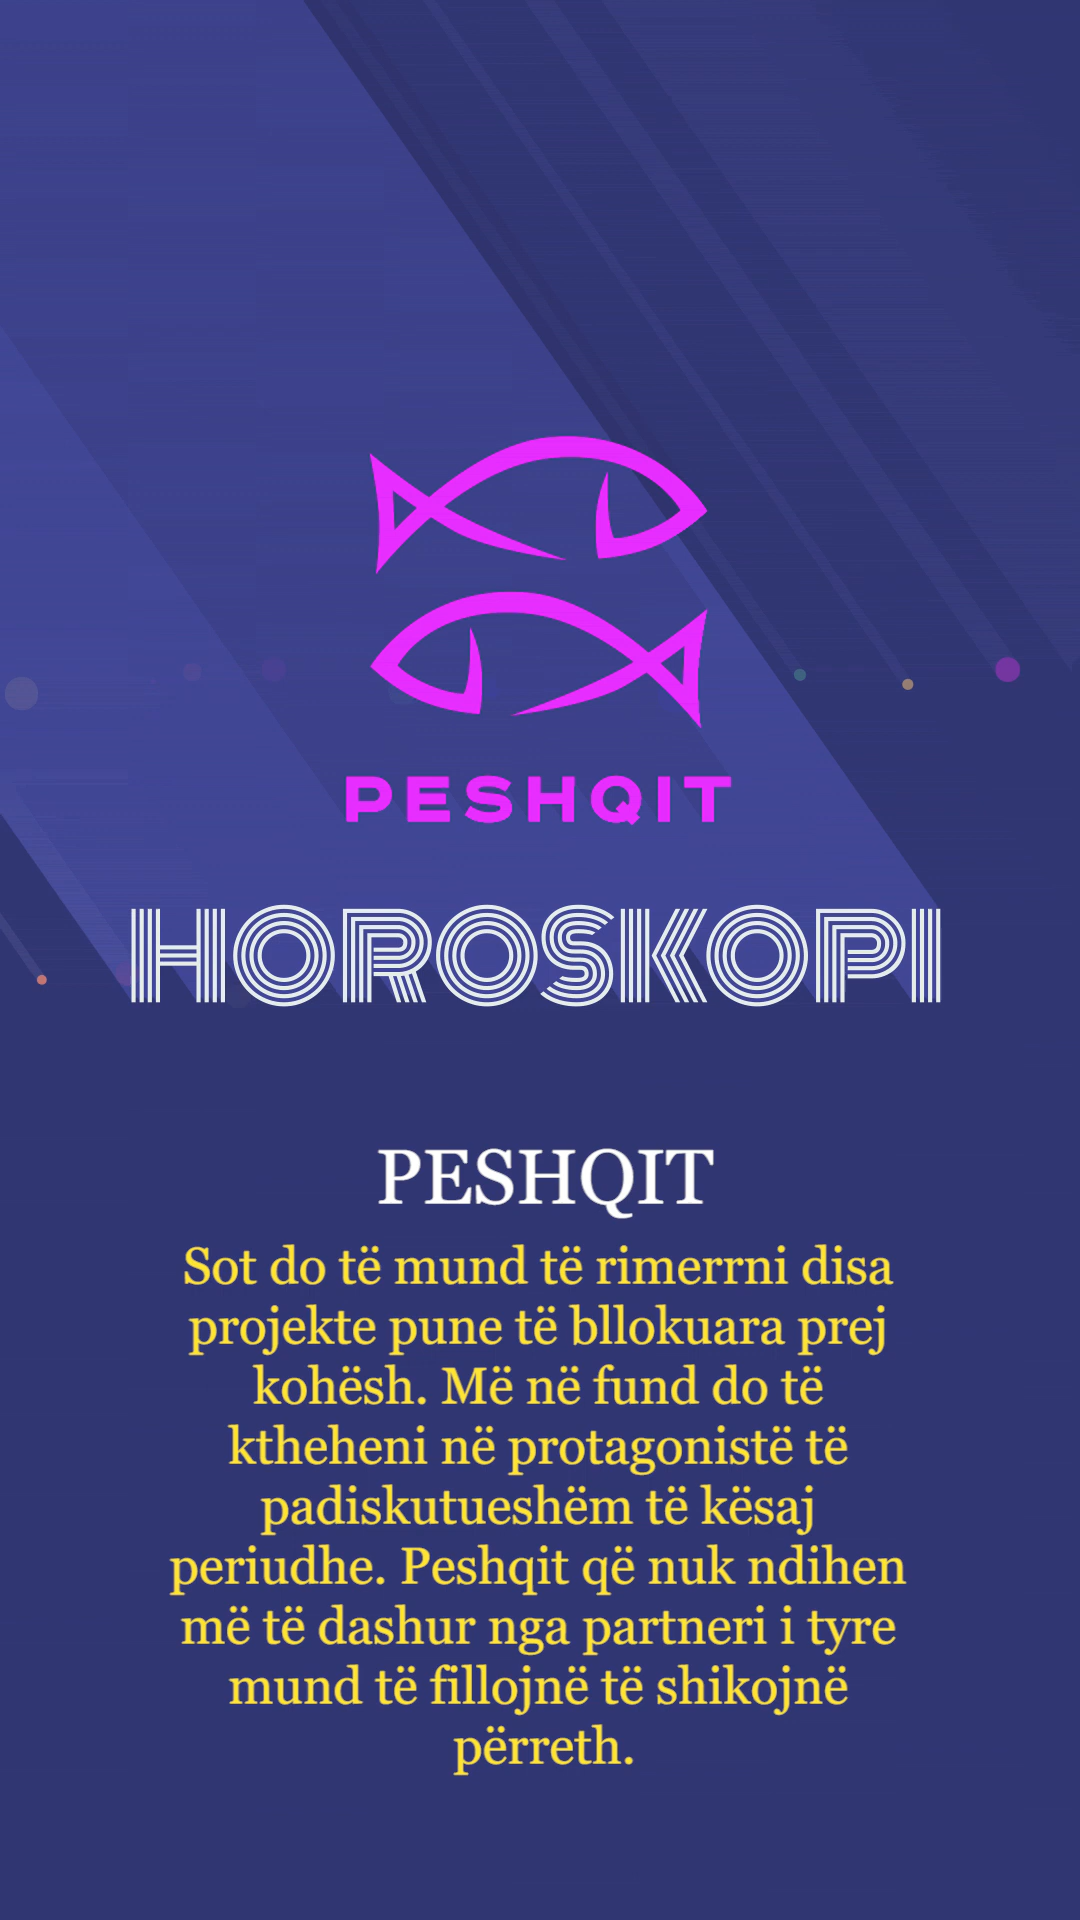 PESHQIT
HOROSKOPI
PESHQIT
Sot do të mund të rimerrni disa
projekte pune të bllokuara prej
kohësh. Më në fund do të
ktheheni në protagonistë të
padiskutueshëm të kësaj
periudhe. Peshqit që nuk ndihen
më të dashur nga partneri i tyre
mund të fillojnë të shikojnë
përreth.